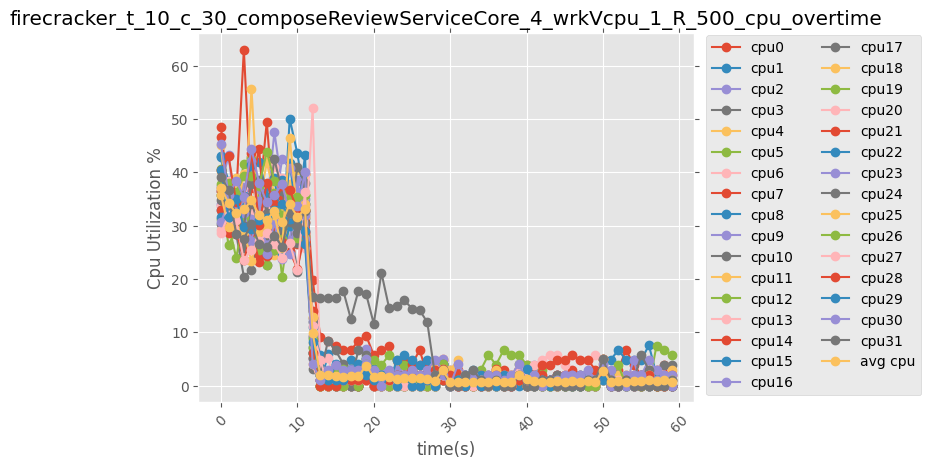 firecracker_t_10_c_30_composeReviewServiceCore_4_wrkVcpu_1_R_500_cpu_overtime
Cpu Utilization %
60
50
40
30
20
10
0
0
10
20
30
40
50
60
time(s)
cpu0
cpu1
cpu2
cpu3
cpu4
cpu5
cpu6
cpu7
cpu8
cpu9
cpu10
cpu11
cpu12
cpu13
cpu14
cpu15
cpu16
cpu17
cpu18
cpu19
cpu20
cpu21
cpu22
cpu23
cpu24
cpu25
cpu26
cpu27
cpu28
cpu29
cpu30
cpu31
avg cpu